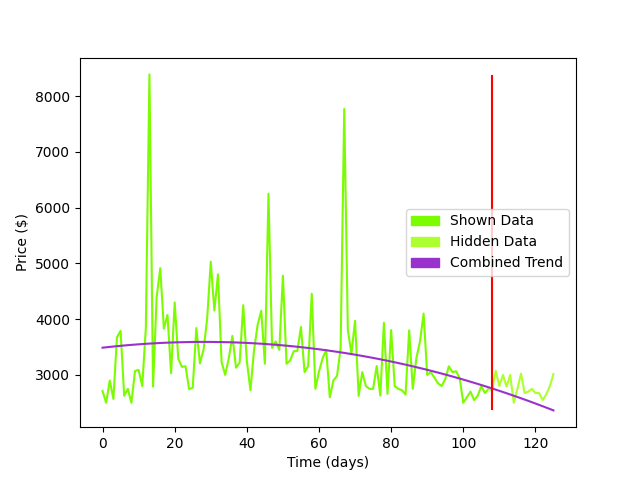 8000
7000
6000
5000
4000
3000
Price ($)
Shown Data
Hidden Data
Combined Trend
0 20 40 60 80 100 120
Time (days)